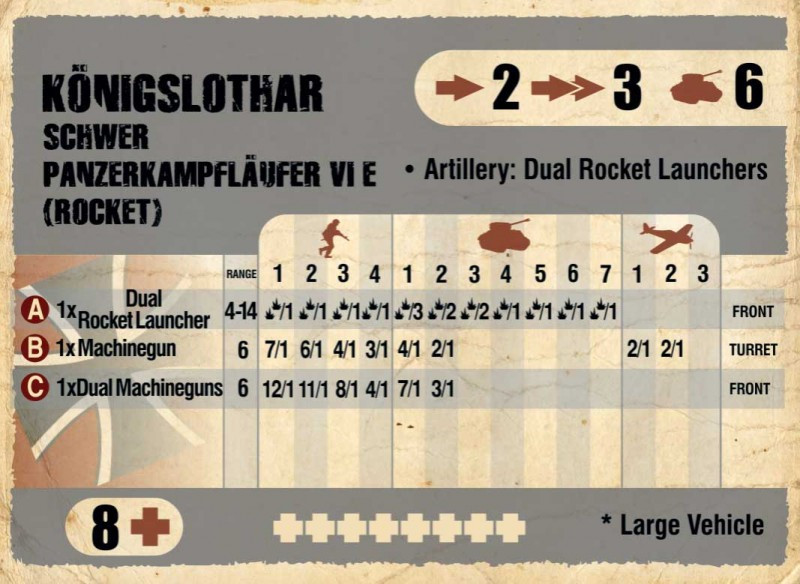 KÖNIGSLOTHAR
SCHWER
PANZERKAMPFLÄUFER VI E
(ROCKET)
2 3 6
• Artillery: Dual Rocket Launchers
RANGE 1 2 3 4 1 2 3 4 5 6 7 1 2 3
A 1x Dual Rocket Launcher 4-14 /1 /1 /1 /1 /3 /2 /2 /1 /1 /1 /1 FRONT
B 1x Machinegun 6 7/1 6/1 4/1 3/1 4/1 2/1 2/1 2/1 TURRET
C 1xDual Machineguns 6 12/1 11/1 8/1 4/1 7/1 3/1 FRONT
8
* Large Vehicle